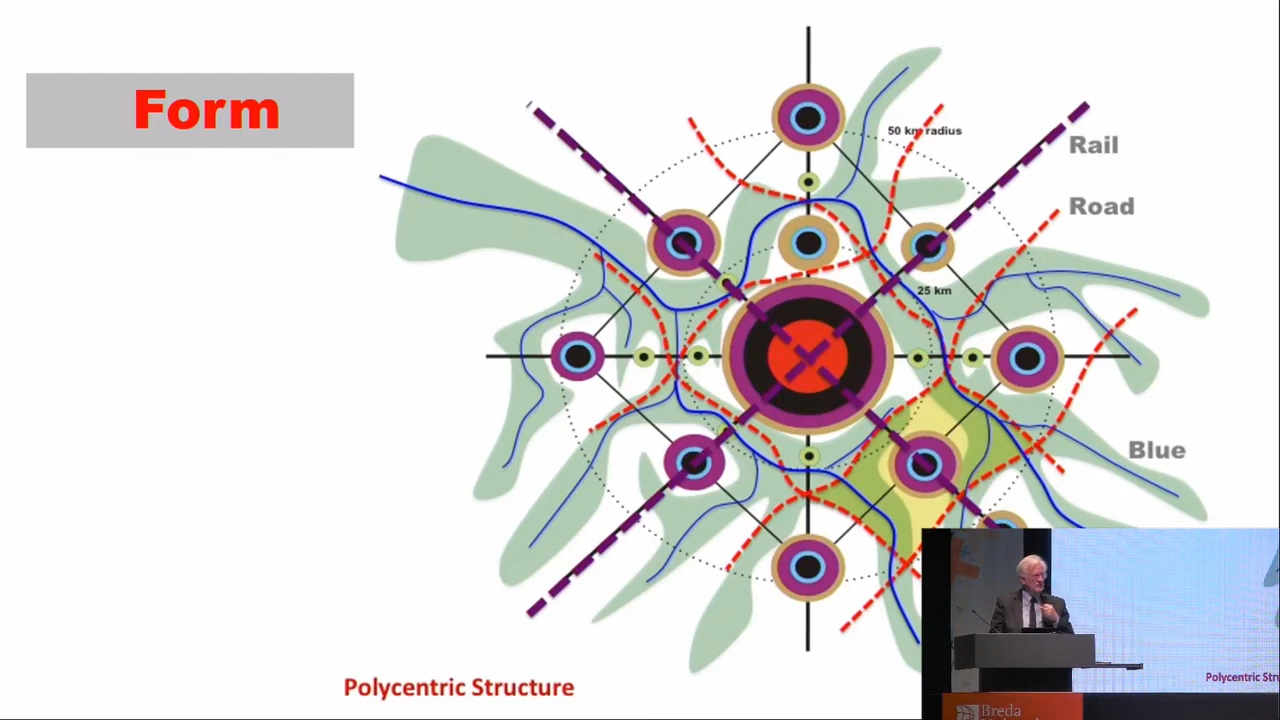 Form
50 km radius
Rail
Road
25 km
Blue
Polycentric Structure
Polycentric Stru
Breda